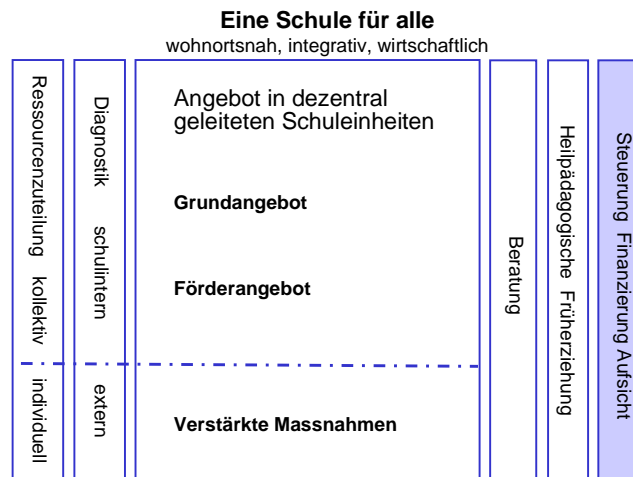 Eine Schule für alle
wohnortsnah, integrativ, wirtschaftlich
Ressourcenzuteilung kollektiv individuell
Diagnostik schulintern extern
Angebot in dezentral
geleiteten Schuleinheiten
Grundangebot
Förderangebot
Verstärkte Massnahmen
Beratung
Heilpädagogische Früherziehung
Steuerung Finanzierung Aufsicht